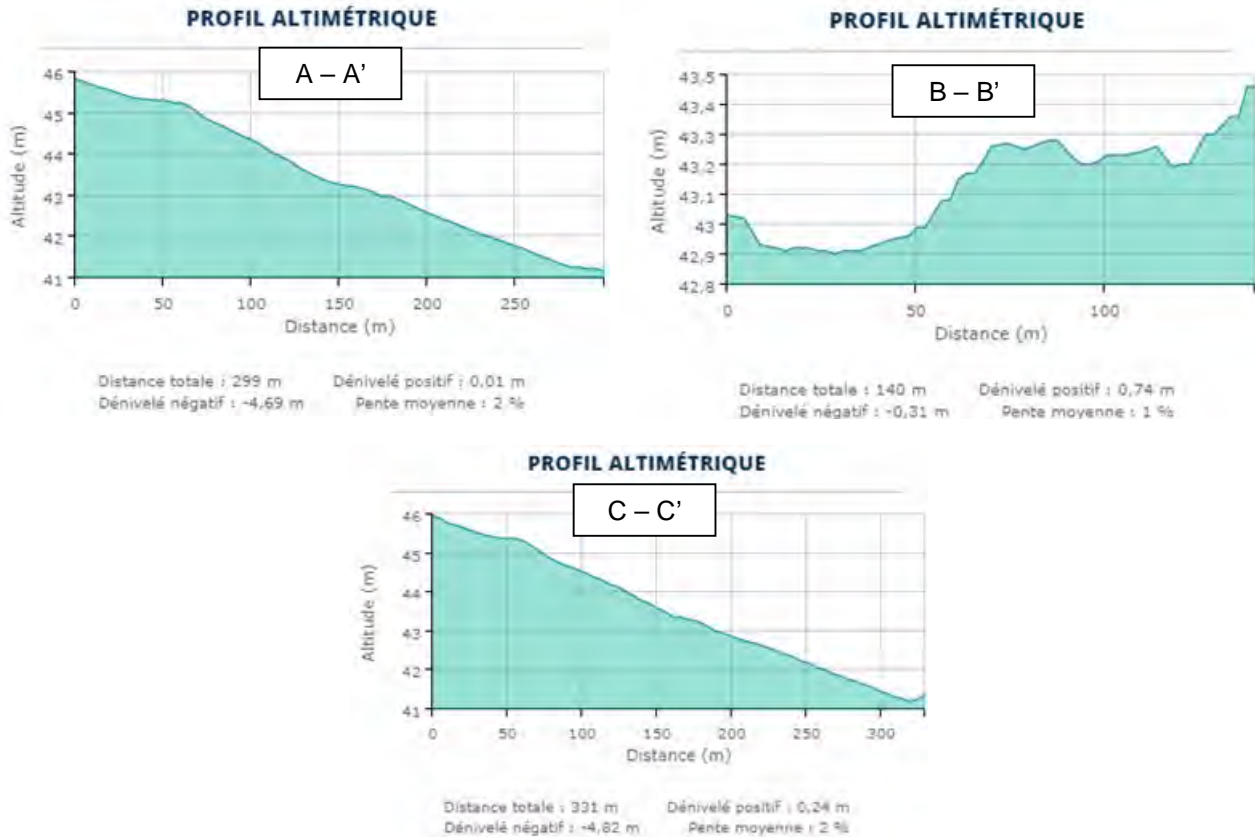 PROFIL ALTIMÉTRIQUE
A – A’
46
45
44
43
42
41
Altitude (m)
0 50 100 150 200 250
Distance (m)
Distance totale : 299 m Dénivelé positif : 0,01 m
Dénivelé négatif : -4,69 m Pente moyenne : 2 %
PROFIL ALTIMÉTRIQUE
B – B’
43,5
43,4
43,3
43,2
43,1
43
42,9
42,8
Altitude (m)
0 50 100
Distance (m)
Distance totale : 140 m Dénivelé positif : 0,74 m
Dénivelé négatif : -0,31 m Pente moyenne : 1 %
PROFIL ALTIMÉTRIQUE
C – C’
46
45
44
43
42
41
Altitude (m)
0 50 100 150 200 250 300
Distance (m)
Distance totale : 331 m Dénivelé positif : 0,24 m
Dénivelé négatif : -4,82 m Pente moyenne : 2 %